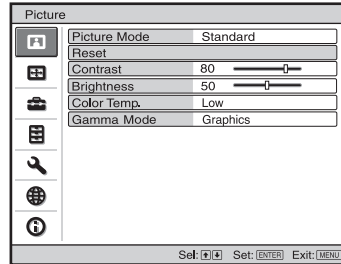 Picture
Picture Mode Standard
Reset
Contrast 80
Brightness 50
Color Temp. Low
Gamma Mode Graphics
Sel: Set: ENTER Exit: MENU